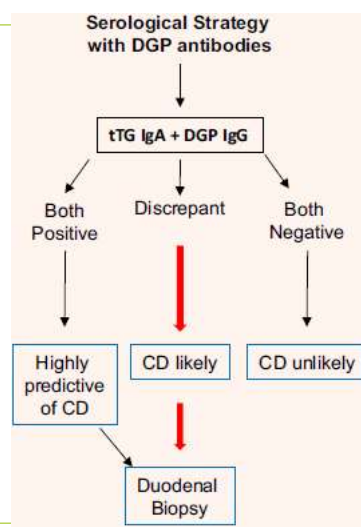 Serological Strategy
with DGP antibodies
tTG IgA + DGP IgG
Both
Positive
Discrepant
Both
Negative
Highly
predictive
of CD
CD likely
CD unlikely
Duodenal
Biopsy